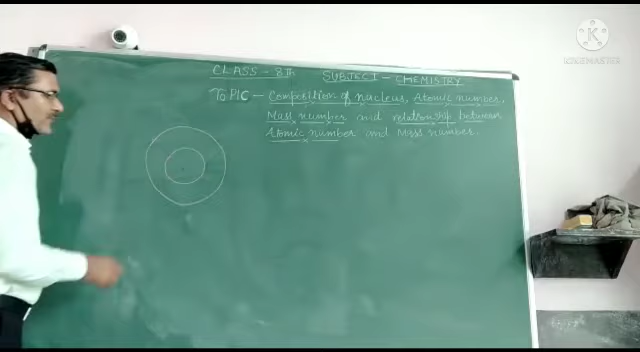 CLASS - 8th SUBJECT - CHEMISTRY
TOPIC - Composition of nucleus, Atomic number,
Mass number and relationship between
Atomic number and Mass number.
KINEMASTER